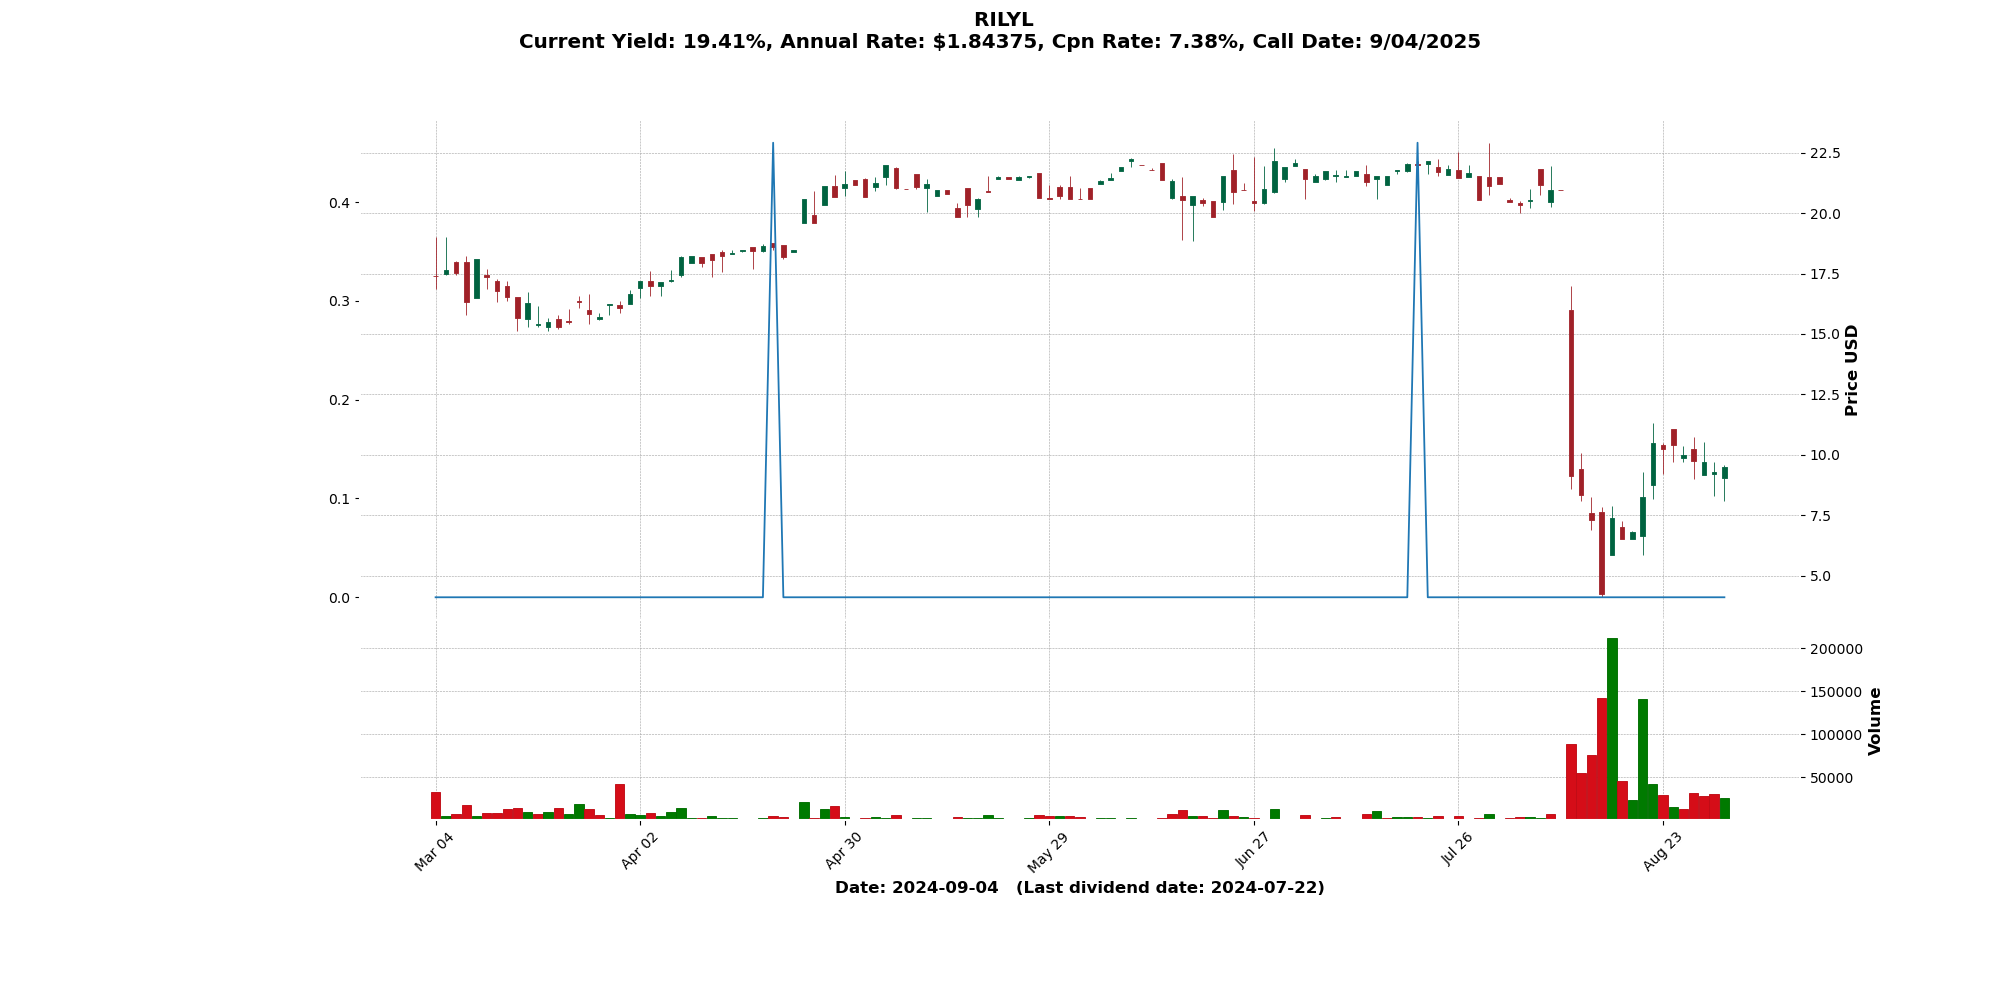 RILYL
Current Yield: 19.41%, Annual Rate: $1.84375, Cpn Rate: 7.38%, Call Date: 9/04/2025
0.4
0.3
0.2
0.1
0.0
22.5
20.0
17.5
15.0
12.5
10.0
7.5
5.0
Price USD
200000
150000
100000
50000
Volume
Mar 04
Apr 02
Apr 30
May 29
Jun 27
Jul 26
Aug 23
Date: 2024-09-04   (Last dividend date: 2024-07-22)